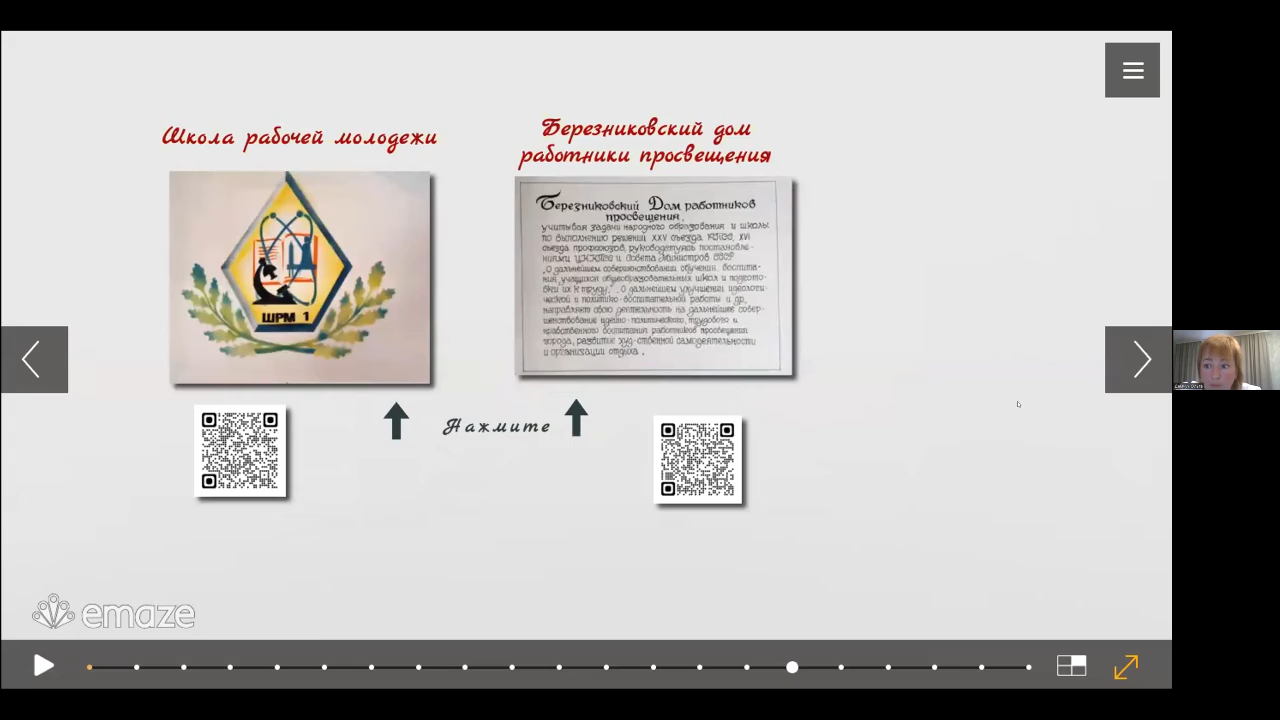 Школа рабочей молодежи
Березниковский дом
работники просвещения
ШРМ 1
Березниковский Дом работников
просвещения,
учитывая задачи народного образования и школы
по выполнению решений XXV съезда КПСС, XVI
съезда профсоюзов, руководствуясь постановле-
ниями ЦК КПСС и Совета Министров СССР
„О дальнейшем совершенствовании обучения, воспита-
ния учащихся общеобразовательных школ и подгото-
вки их к труду", „О дальнейшем улучшении идеологи-
ческой и политико-воспитательной работы" и др.
направляет свою деятельность на дальнейшее совер-
шенствование идейно-политического, трудового и
нравственного воспитания работников просвещения
города, развитие худ-ственной самодеятельности
и организации отдыха.
Нажмите
emaze